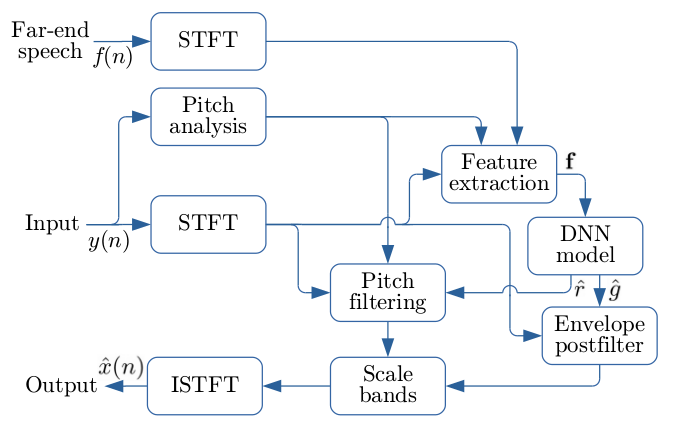 Far-end
speech
f(n)
STFT
Pitch
analysis
Feature
extraction
f
Input
y(n)
STFT
DNN
model
Pitch
filtering
r̂
ĝ
Envelope
postfilter
Output
x̂(n)
ISTFT
Scale
bands